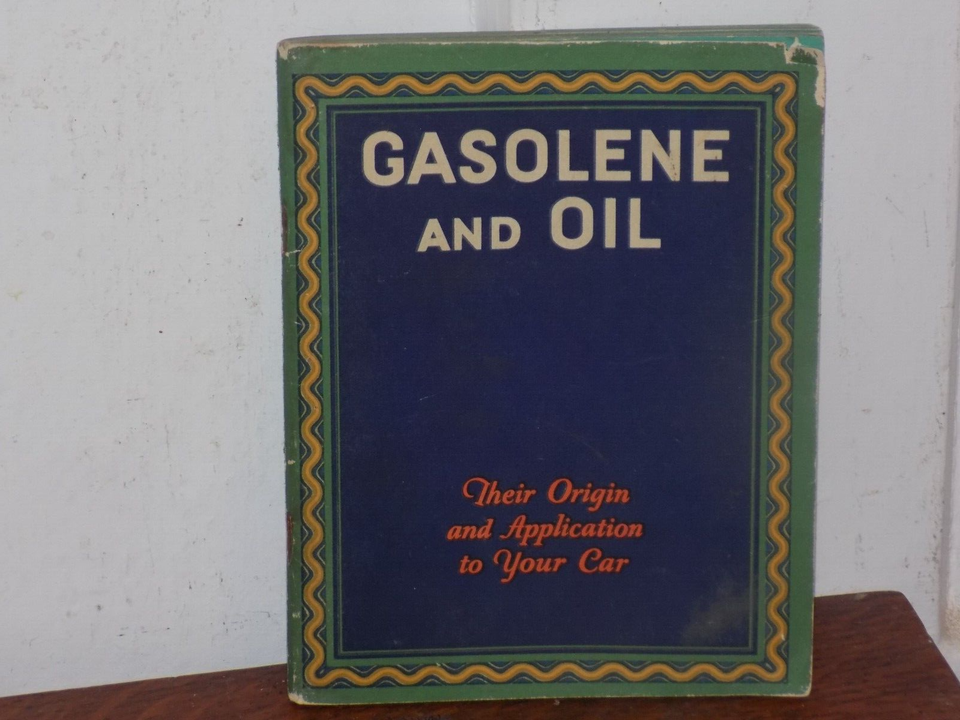 GASOLENE
AND OIL
Their Origin
and Application
to Your Car